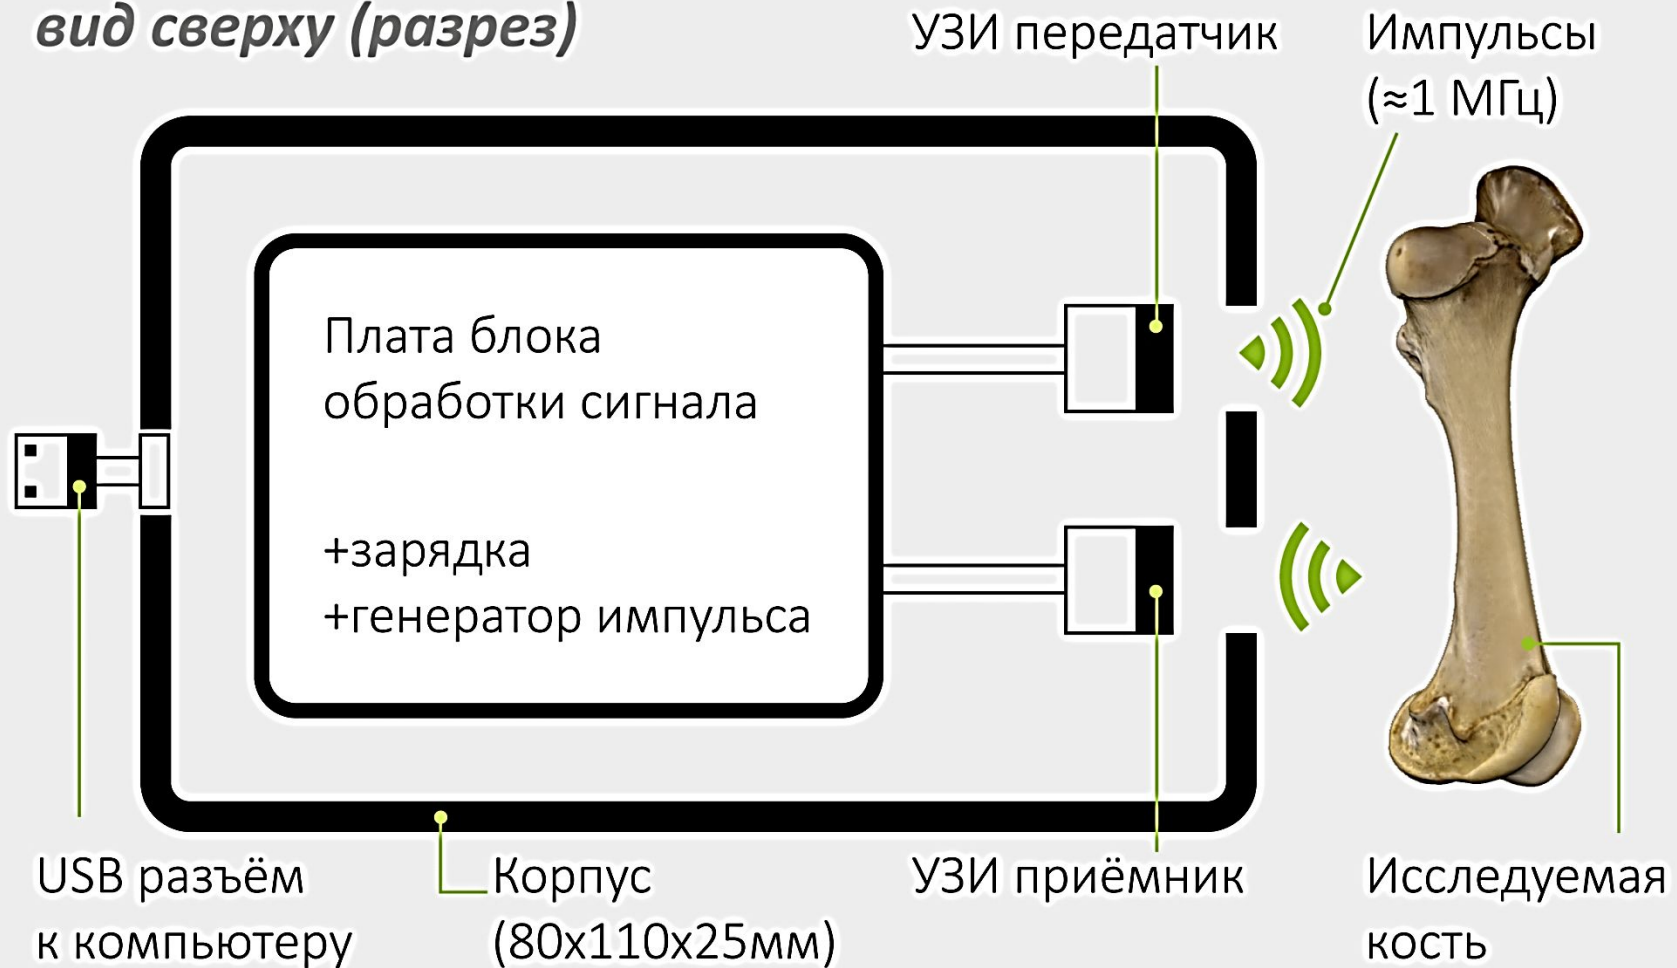 вид сверху (разрез)
УЗИ передатчик
Импульсы
(≈1 МГц)
Плата блока
обработки сигнала
+зарядка
+генератор импульса
USB разъём
к компьютеру
Корпус
(80х110х25мм)
УЗИ приёмник
Исследуемая
кость